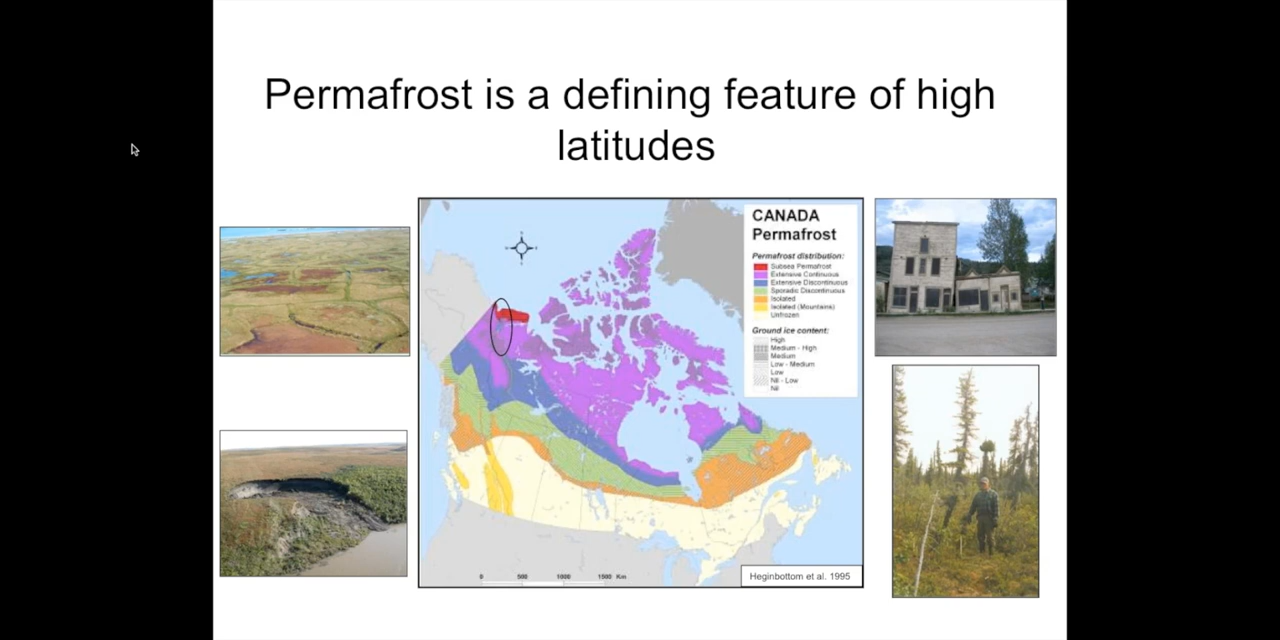 Permafrost is a defining feature of high
latitudes
CANADA
Permafrost
Permafrost distribution:
Subsea Permafrost
Extensive Continuous
Extensive Discontinuous
Sporadic Discontinuous
Isolated
Isolated (Mountains)
Unfrozen
Ground ice content:
High
Medium - High
Medium
Low - Medium
Low
Nil - Low
Nil
0 500 1000 1500 Km
Heginbottom et al. 1995